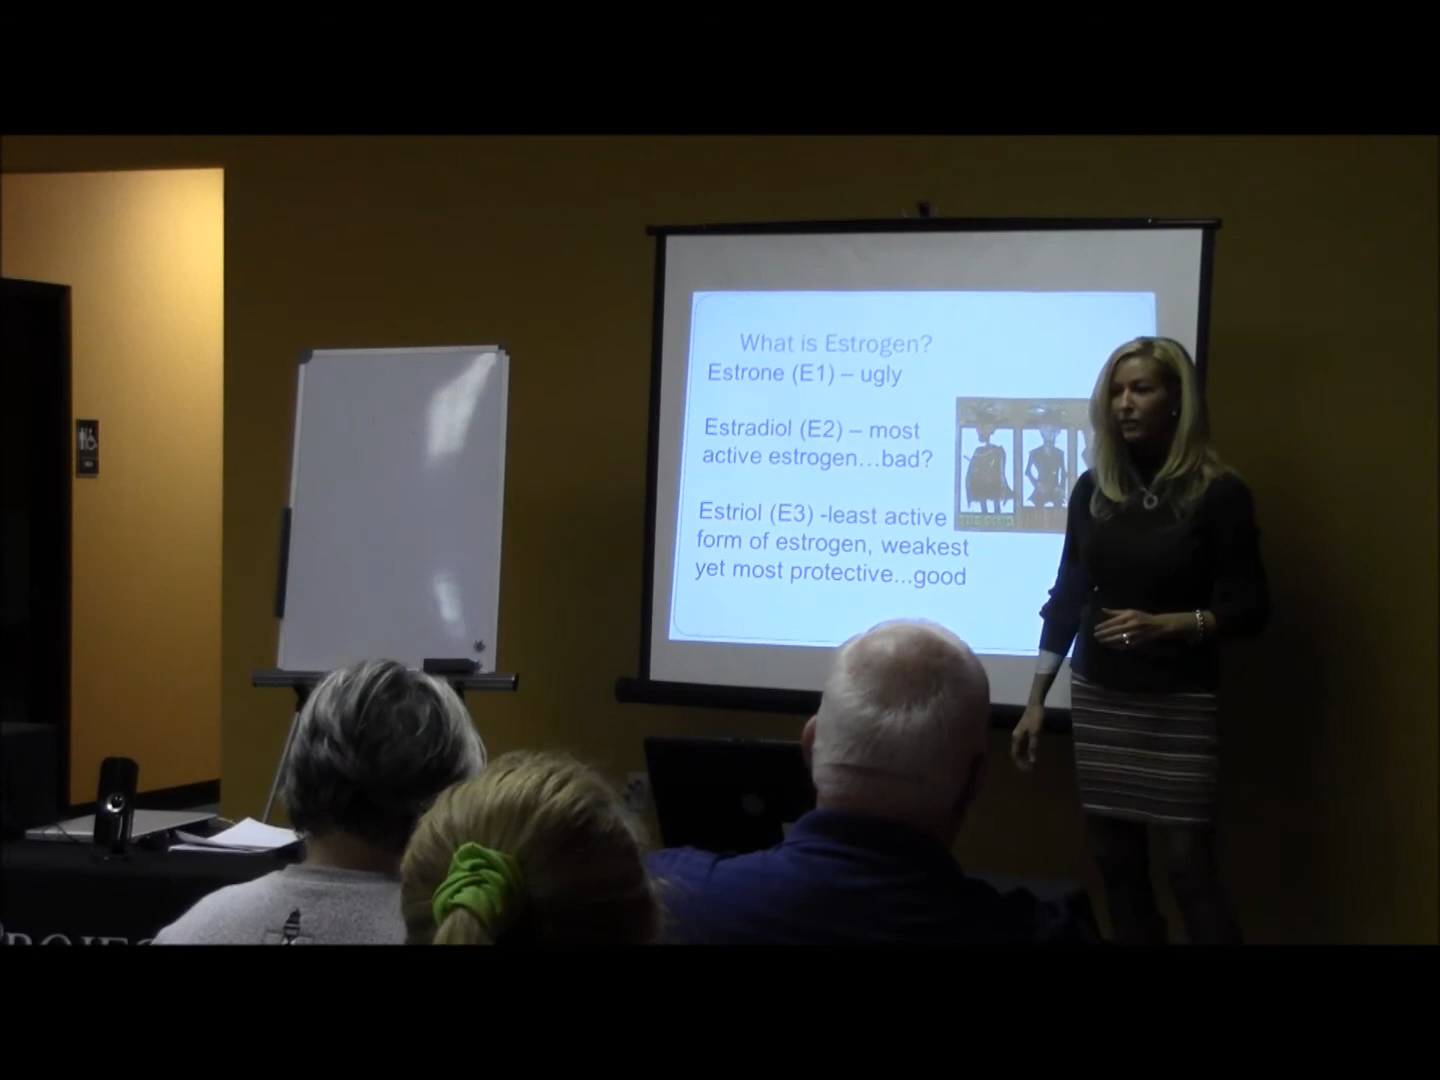 What is Estrogen?
Estrone (E1) – ugly
Estradiol (E2) – most
active estrogen...bad?
Estriol (E3) -least active
form of estrogen, weakest
yet most protective...good